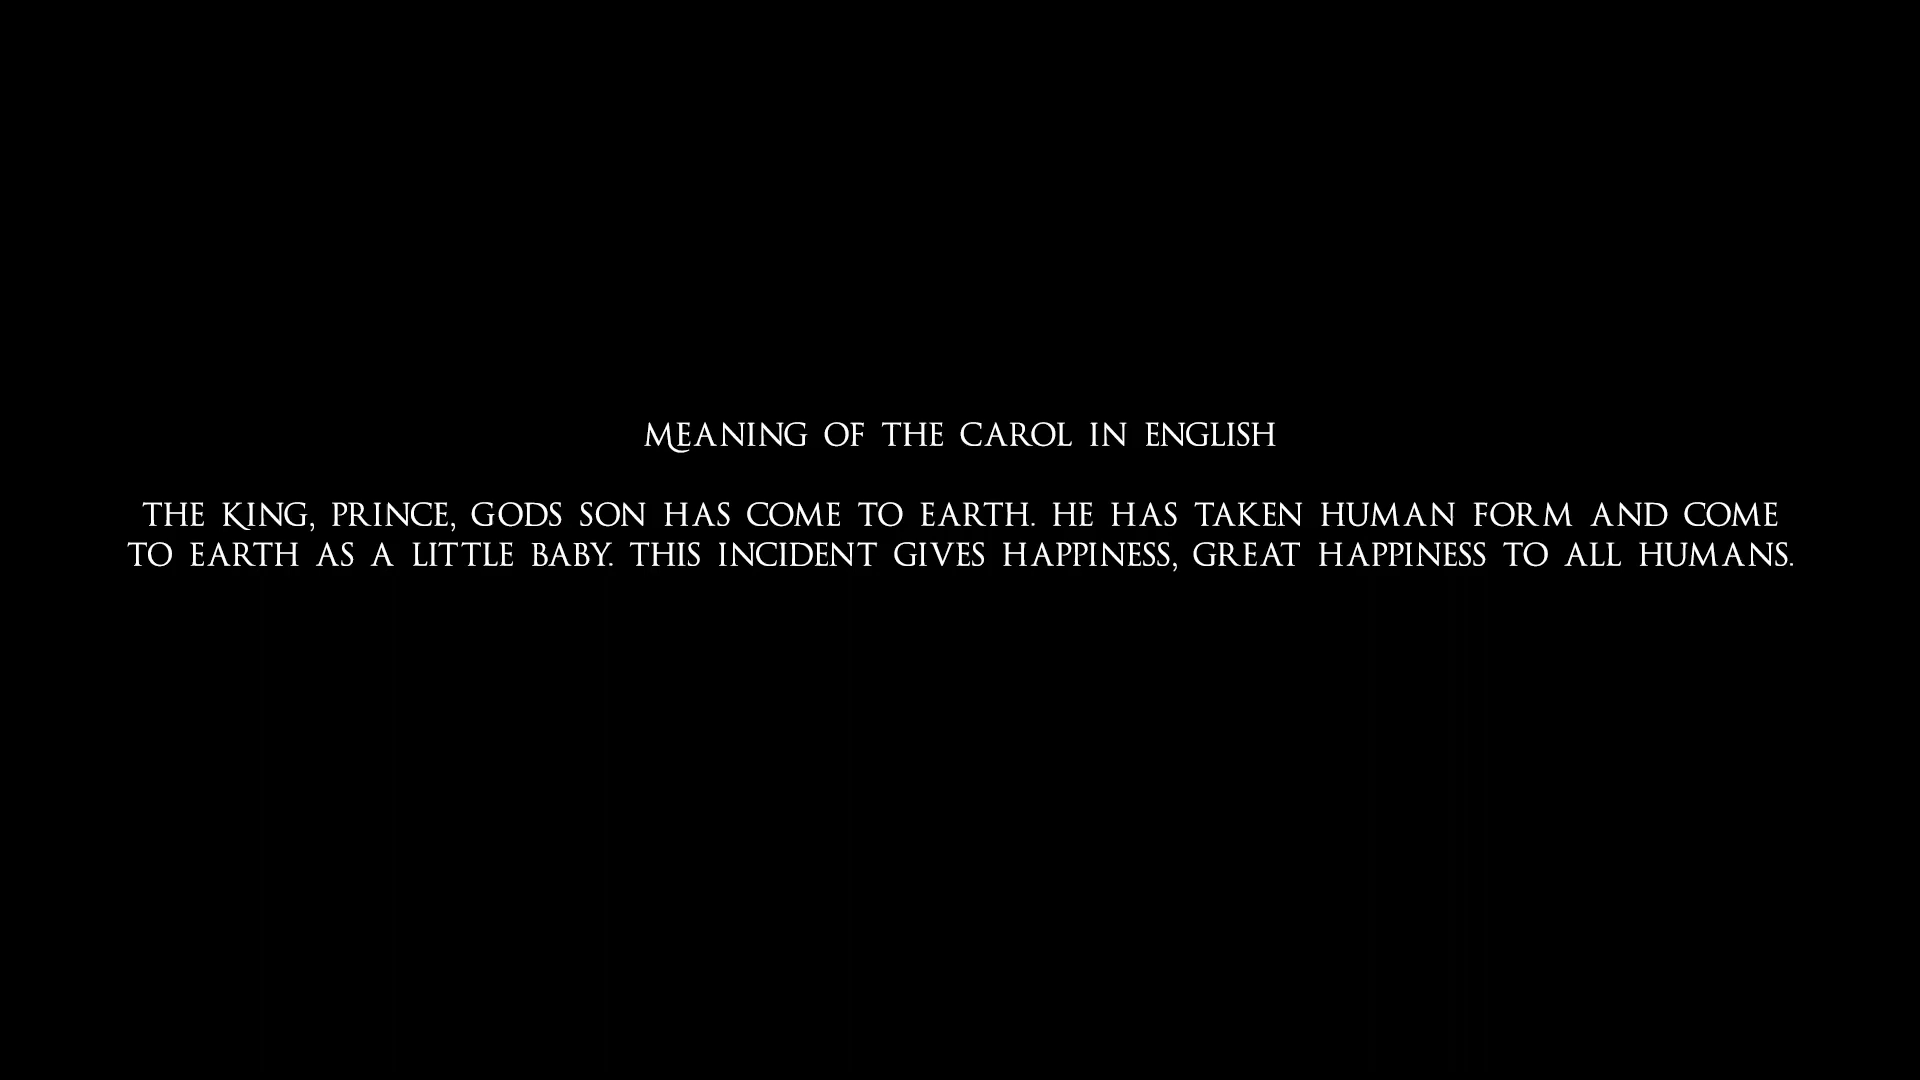 MEANING OF THE CAROL IN ENGLISH
THE KING, PRINCE, GODS SON HAS COME TO EARTH. HE HAS TAKEN HUMAN FORM AND COME
TO EARTH AS A LITTLE BABY. THIS INCIDENT GIVES HAPPINESS, GREAT HAPPINESS TO ALL HUMANS.